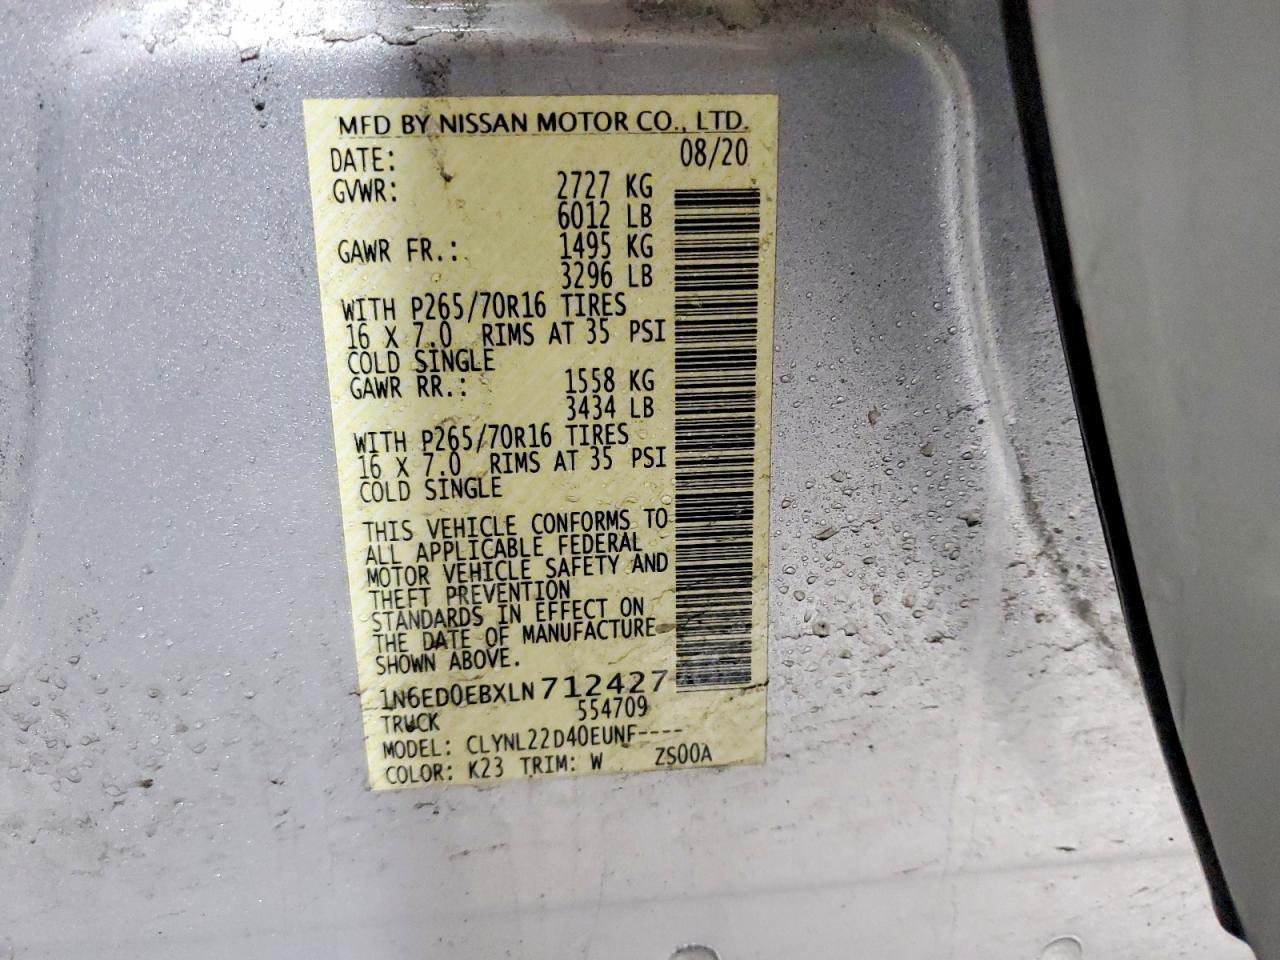 MFD BY NISSAN MOTOR CO., LTD.
DATE: 08/20
GVWR: 2727 KG
6012 LB
GAWR FR.: 1495 KG
3296 LB
WITH P265/70R16 TIRES
16 X 7.0 RIMS AT 35 PSI
COLD SINGLE
GAWR RR.: 1558 KG
3434 LB
WITH P265/70R16 TIRES
16 X 7.0 RIMS AT 35 PSI
COLD SINGLE
THIS VEHICLE CONFORMS TO
ALL APPLICABLE FEDERAL
MOTOR VEHICLE SAFETY AND
THEFT PREVENTION
STANDARDS IN EFFECT ON
THE DATE OF MANUFACTURE
SHOWN ABOVE.
1N6ED0EBXLN712427
TRUCK 554709
MODEL: CLYNL22D40EUNF----
COLOR: K23 TRIM: W ZS00A